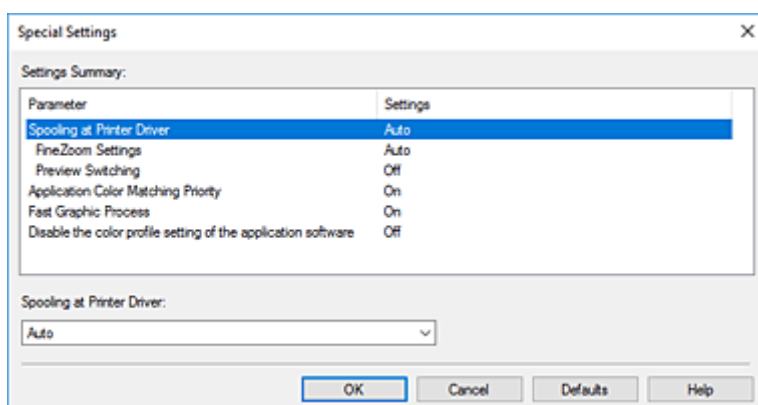 Special Settings
Settings Summary:
Parameter Settings
Spooling at Printer Driver Auto
FineZoom Settings Auto
Preview Switching Off
Application Color Matching Priority On
Fast Graphic Process On
Disable the color profile setting of the application software Off
Spooling at Printer Driver:
Auto
OK Cancel Defaults Help